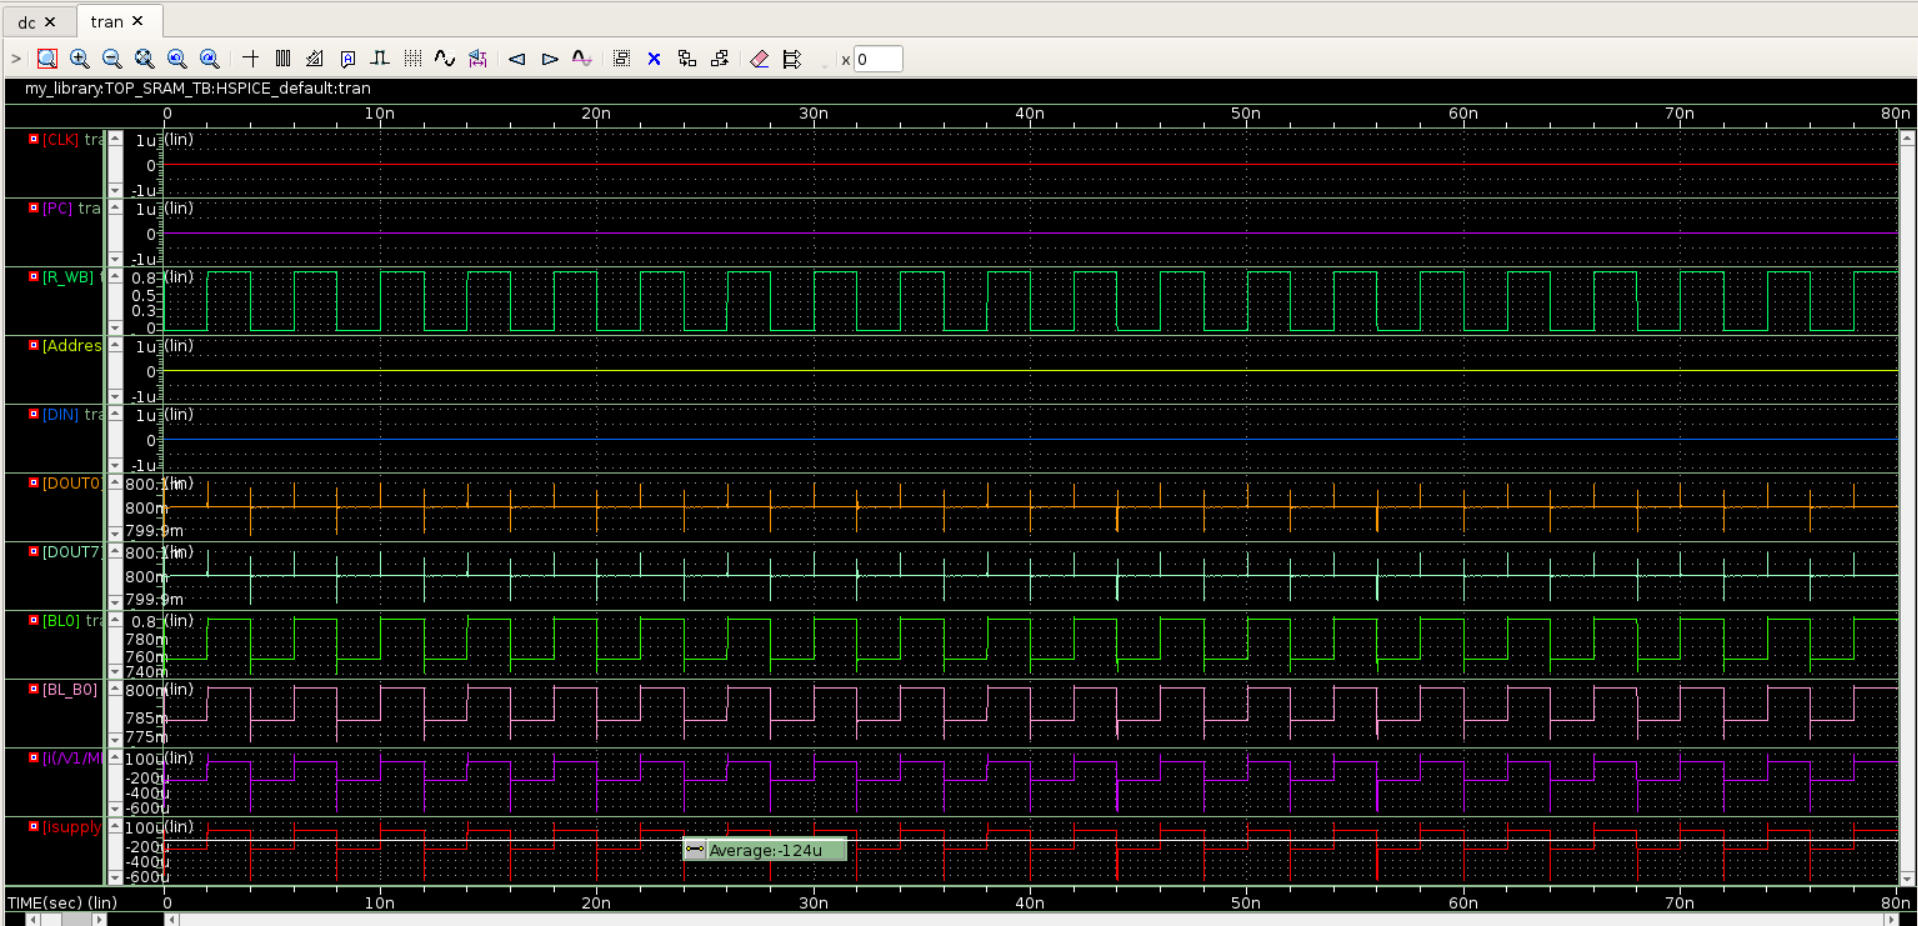 dc
tran
x 0
my_library:TOP_SRAM_TB:HSPICE_default:tran
0 10n 20n 30n 40n 50n 60n 70n 80n
[CLK] tra 1u (lin)
0
-1u
[PC] tra 1u (lin)
0
-1u
[R_WB] t 0.8 (lin)
0.5
0.3
0
[Addres 1u (lin)
0
-1u
[DIN] tra 1u (lin)
0
-1u
[DOUT0] 800.1m (lin)
800m
799.9m
[DOUT7] 800.1m (lin)
800m
799.9m
[BL0] tra 0.8 (lin)
780m
760m
740m
[BL_B0] 800m (lin)
785m
775m
[i(/V1/MI 100u (lin)
-200u
-400u
-600u
[isupply 100u (lin)
-200u
-400u
-600u
Average:-124u
TIME(sec) (lin) 0 10n 20n 30n 40n 50n 60n 70n 80n